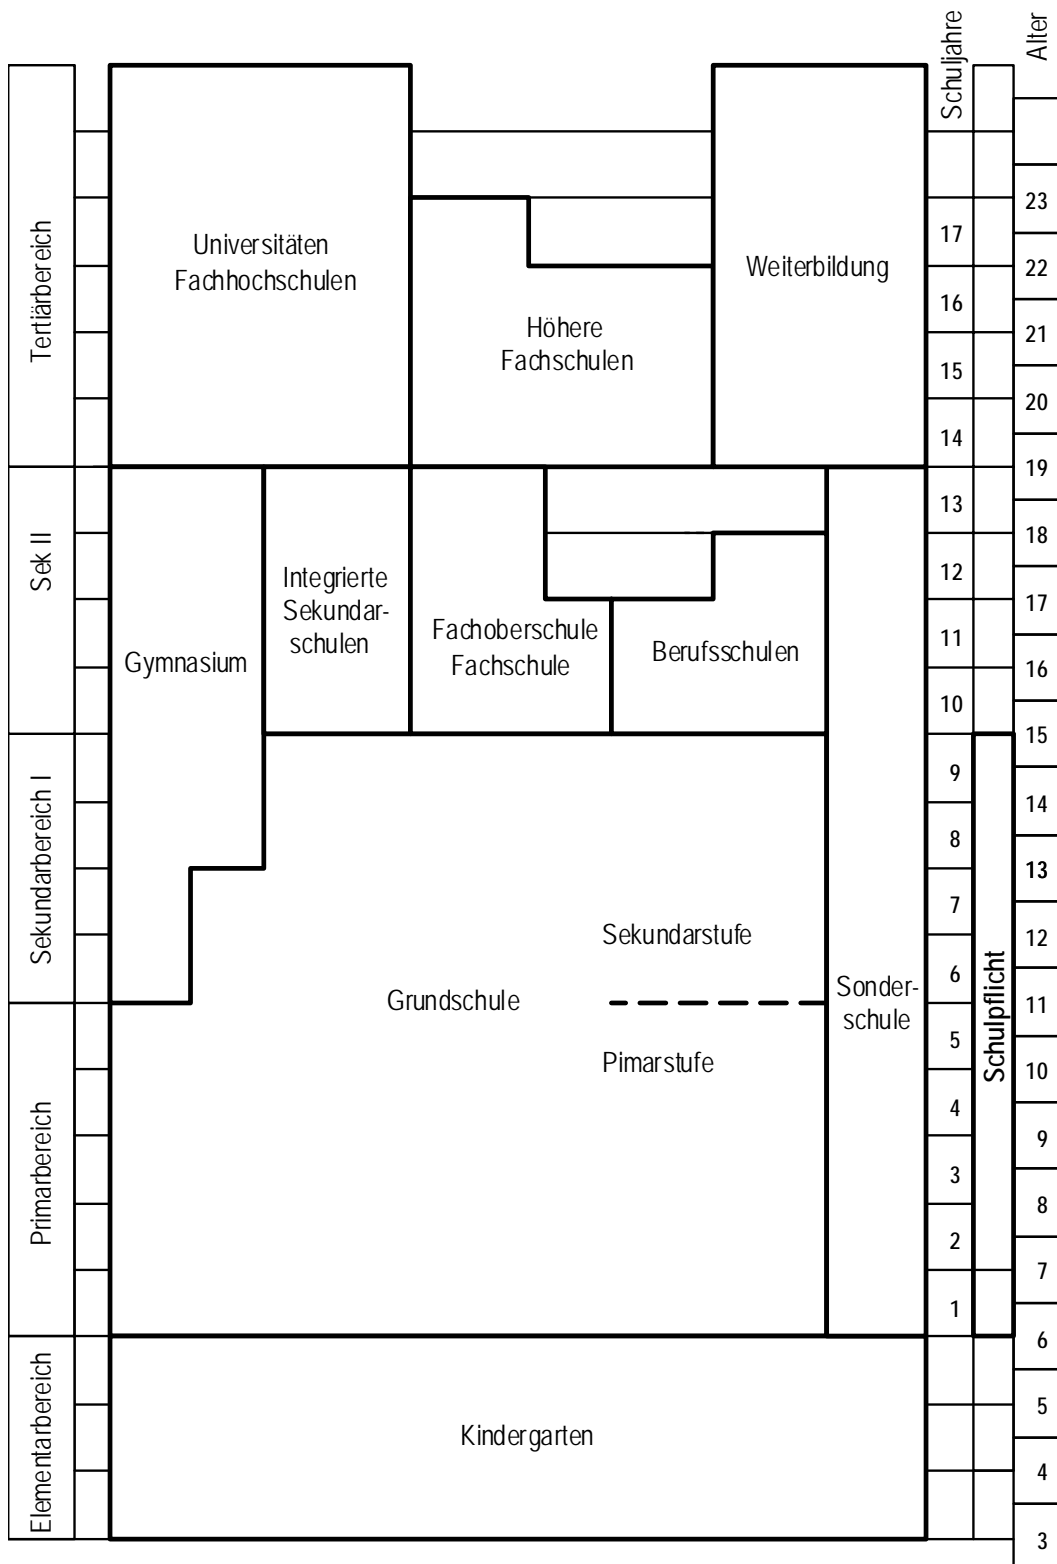 Schuljahre
Alter
Tertiärbereich
Universitäten
Fachhochschulen
Höhere
Fachschulen
Weiterbildung
17
16
15
14
23
22
21
20
19
Sek II
Gymnasium
Integrierte
Sekundar-
schulen
Fachoberschule
Fachschule
Berufsschulen
13
12
11
10
18
17
16
15
Sekundarbereich I
Sekundarstufe
Grundschule
Pimarstufe
Sonder-
schule
9
8
7
6
5
4
3
2
1
Schulpflicht
14
13
12
11
10
9
8
7
6
Primarbereich
Elementarbereich
Kindergarten
5
4
3